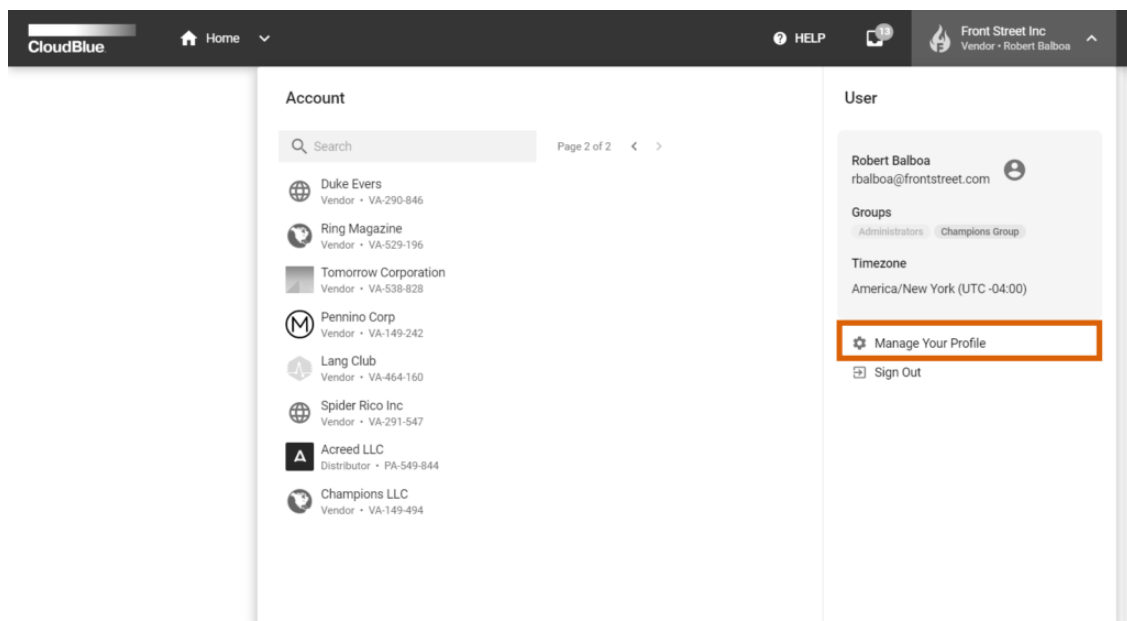 CloudBlue
Home
HELP
13
Front Street Inc
Vendor • Robert Balboa
Account
Search
Page 2 of 2
Duke Evers
Vendor • VA-290-846
Ring Magazine
Vendor • VA-529-196
Tomorrow Corporation
Vendor • VA-538-828
Pennino Corp
Vendor • VA-149-242
Lang Club
Vendor • VA-464-160
Spider Rico Inc
Vendor • VA-291-547
Acreed LLC
Distributor • PA-549-844
Champions LLC
Vendor • VA-149-494
User
Robert Balboa
rbalboa@frontstreet.com
Groups
Administrators Champions Group
Timezone
America/New York (UTC -04:00)
Manage Your Profile
Sign Out